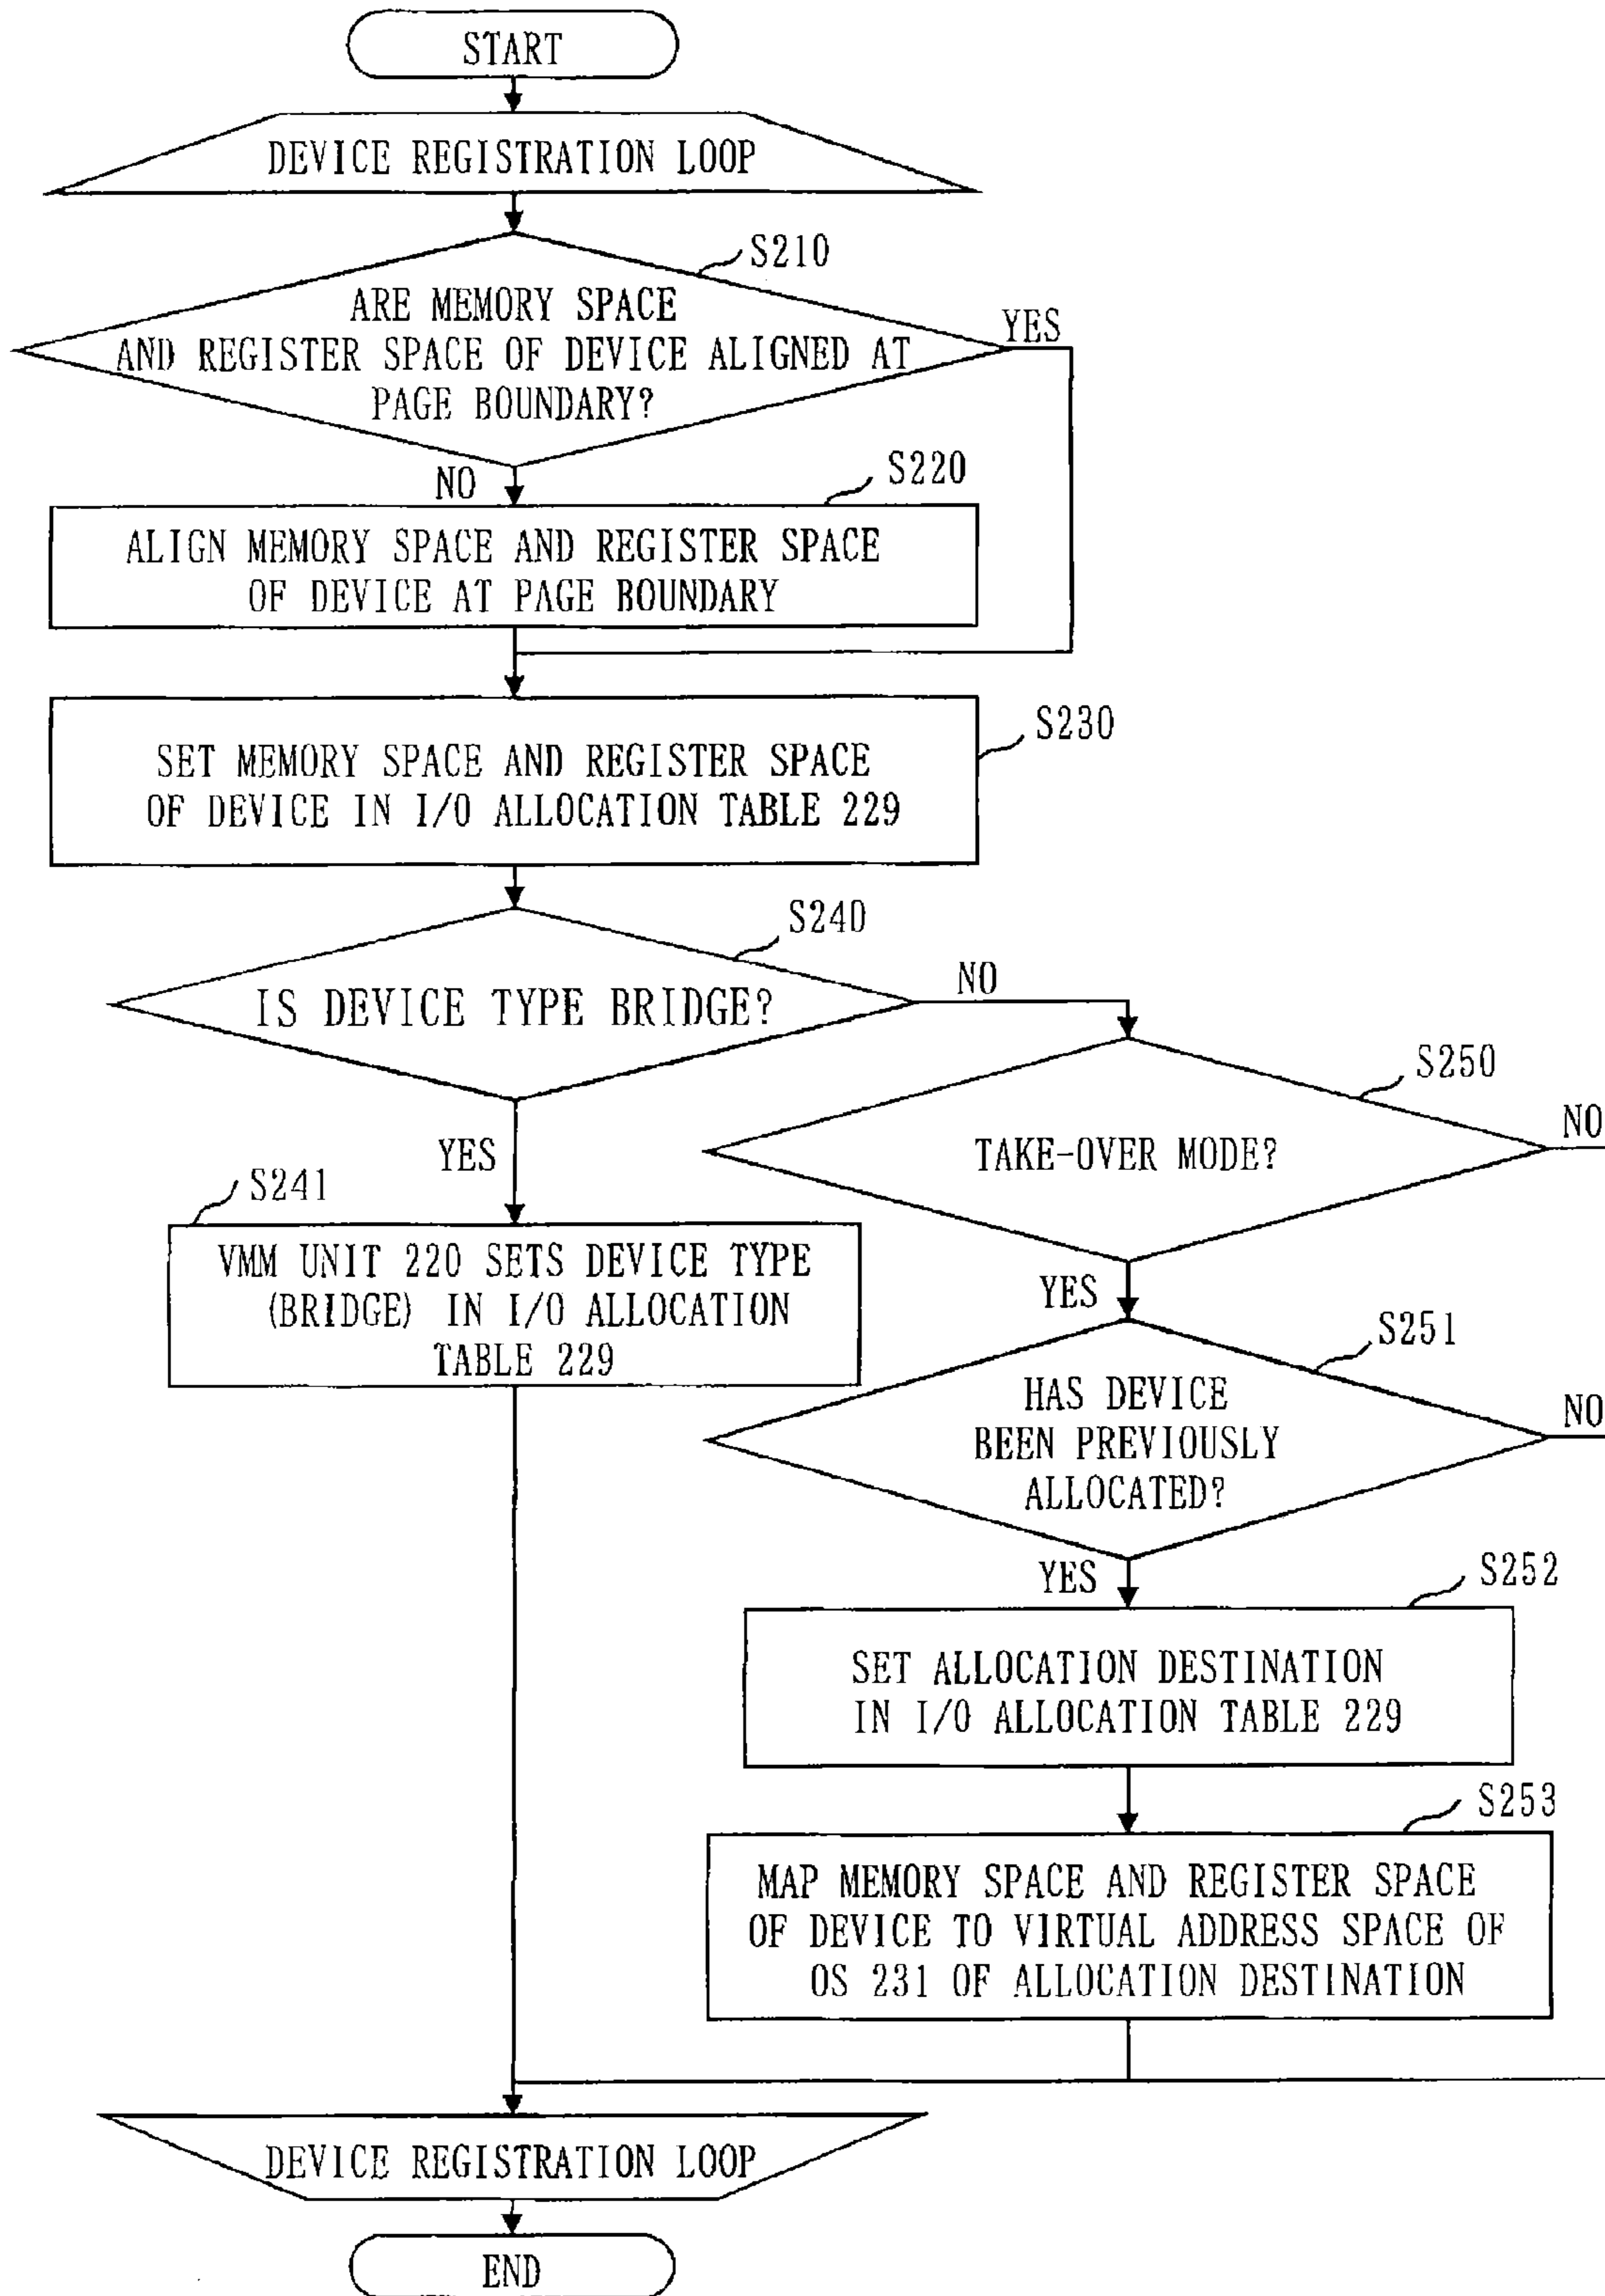 START
DEVICE REGISTRATION LOOP
S210
ARE MEMORY SPACE
AND REGISTER SPACE OF DEVICE ALIGNED AT
PAGE BOUNDARY?
YES
NO
S220
ALIGN MEMORY SPACE AND REGISTER SPACE
OF DEVICE AT PAGE BOUNDARY
S230
SET MEMORY SPACE AND REGISTER SPACE
OF DEVICE IN I/O ALLOCATION TABLE 229
S240
IS DEVICE TYPE BRIDGE?
NO
YES
S241
VMM UNIT 220 SETS DEVICE TYPE
(BRIDGE) IN I/O ALLOCATION
TABLE 229
S250
TAKE-OVER MODE?
NO
YES
S251
HAS DEVICE
BEEN PREVIOUSLY
ALLOCATED?
NO
YES
S252
SET ALLOCATION DESTINATION
IN I/O ALLOCATION TABLE 229
S253
MAP MEMORY SPACE AND REGISTER SPACE
OF DEVICE TO VIRTUAL ADDRESS SPACE OF
OS 231 OF ALLOCATION DESTINATION
DEVICE REGISTRATION LOOP
END